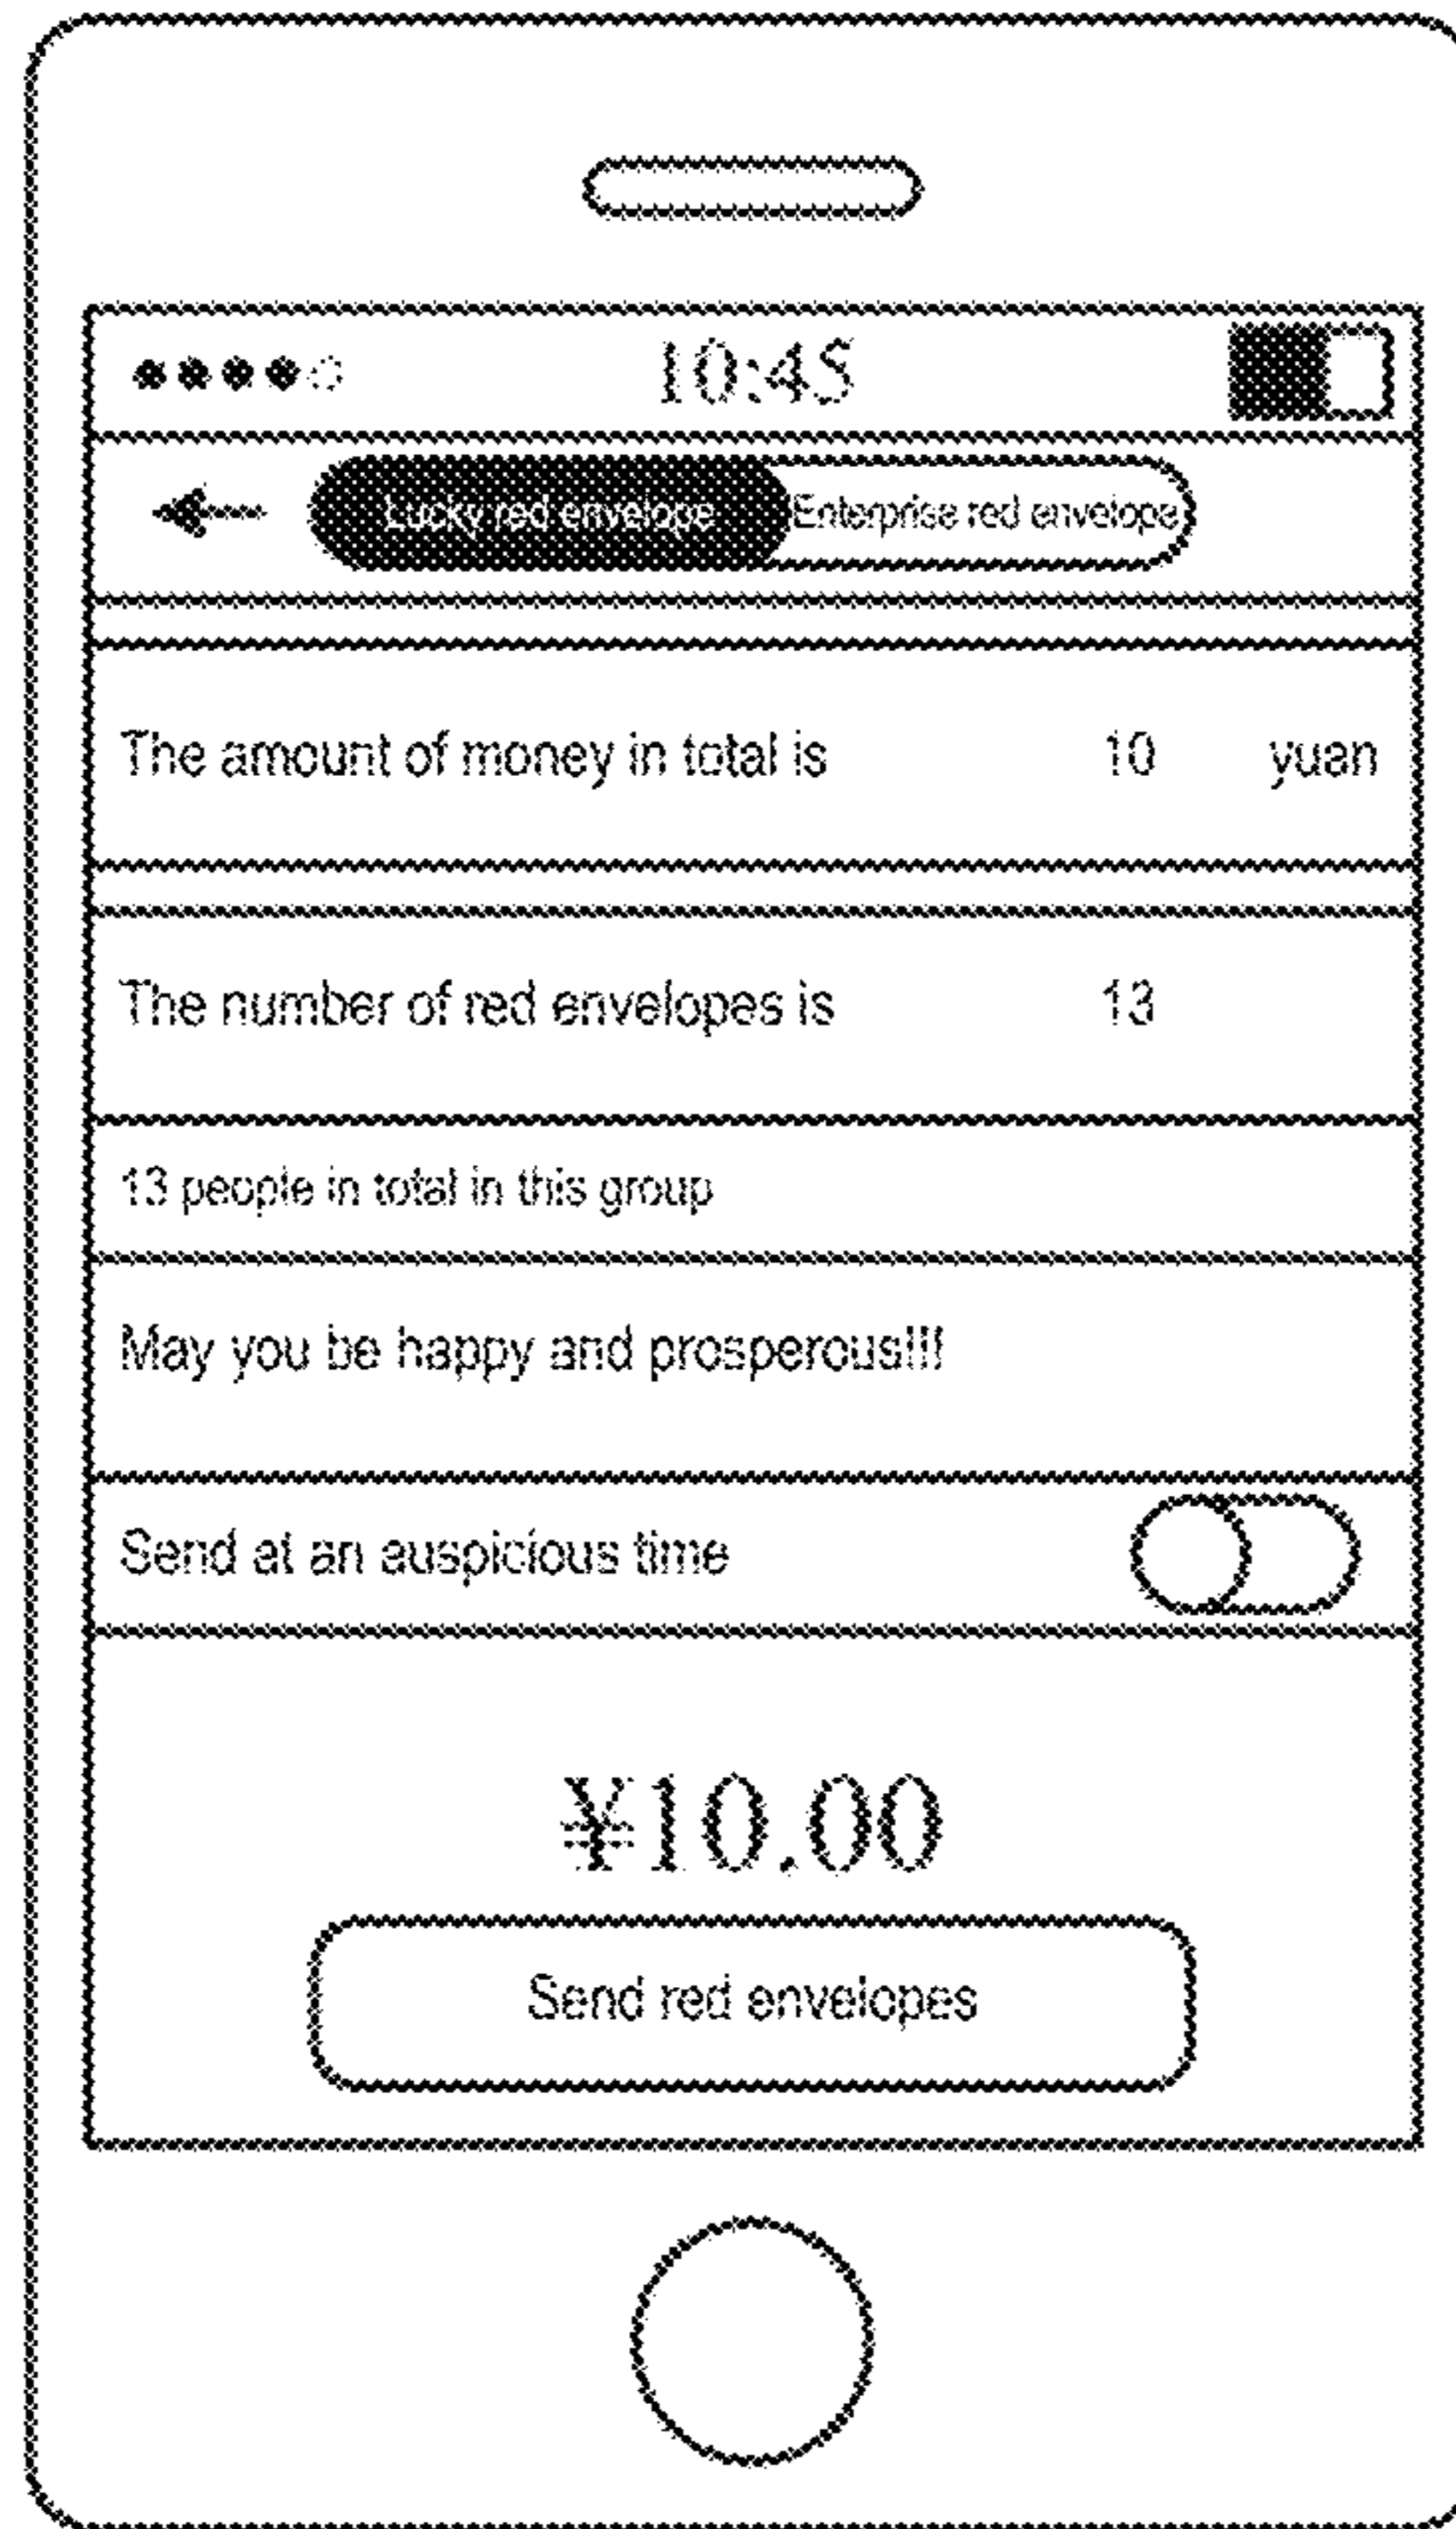 10:45
Lucky red envelope Enterprise red envelope
The amount of money in total is 10 yuan
The number of red envelopes is 13
13 people in total in this group
May you be happy and prosperous!!!
Send at an auspicious time
¥10.00
Send red envelopes